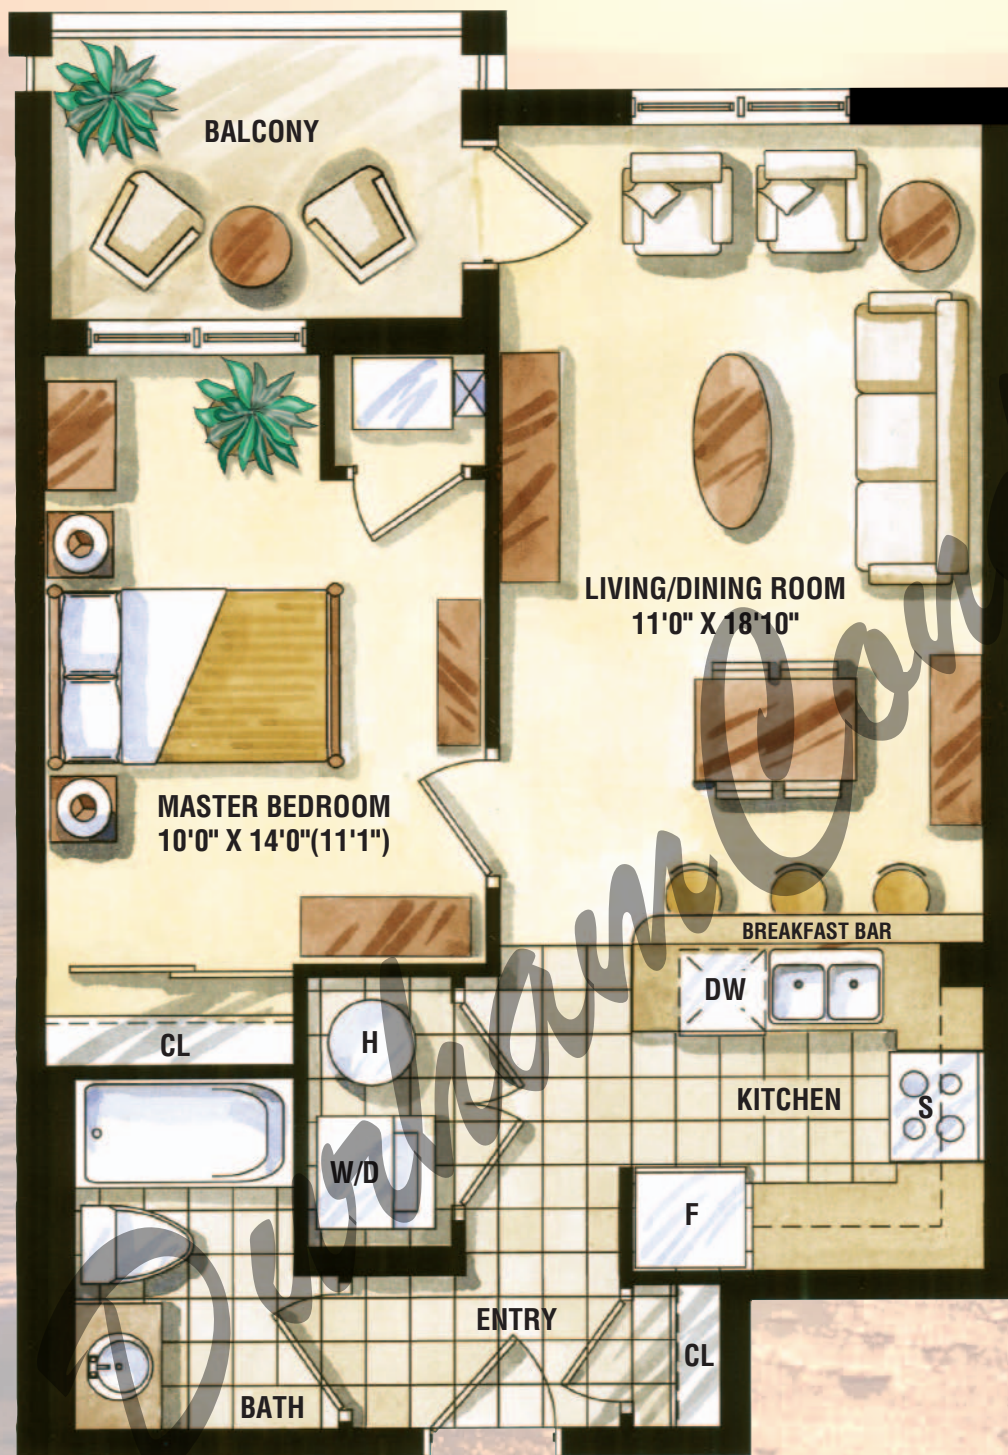 BALCONY
LIVING/DINING ROOM
11'0" X 18'10"
MASTER BEDROOM
10'0" X 14'0"(11'1")
BREAKFAST BAR
DW
CL
H
KITCHEN
S
W/D
F
ENTRY
CL
BATH
Durham